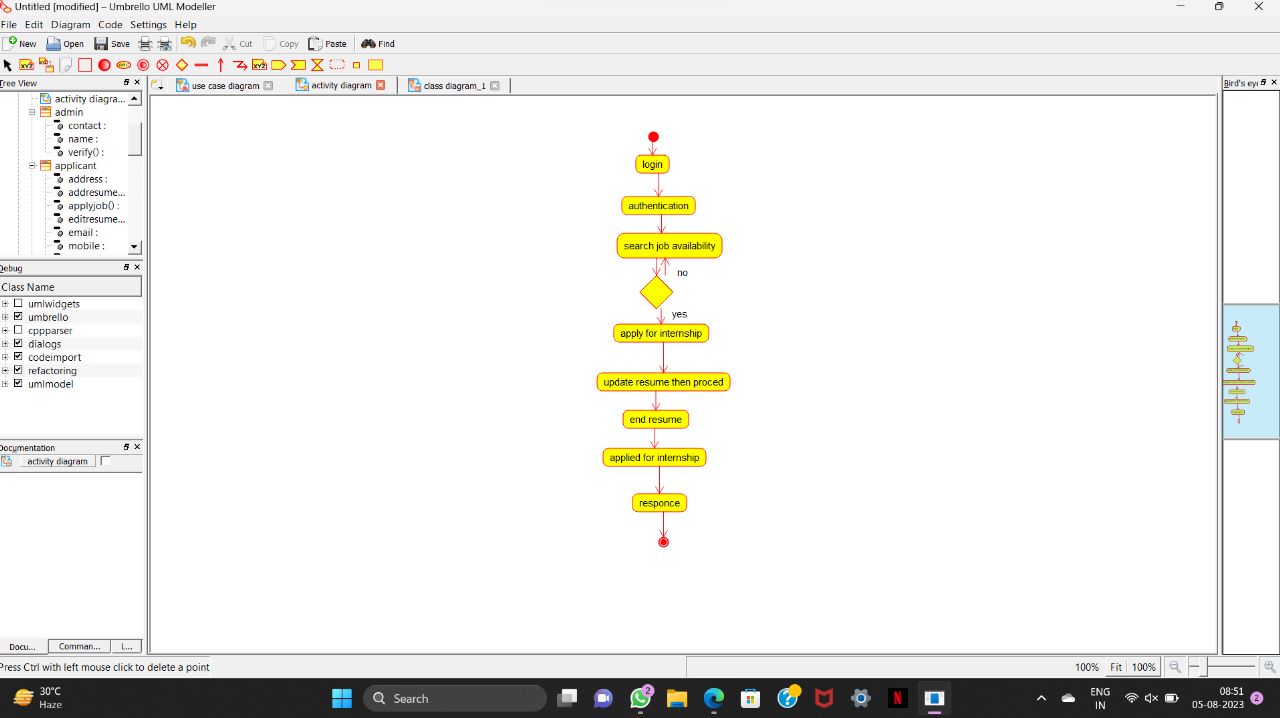 Untitled [modified] – Umbrello UML Modeller
File Edit Diagram Code Settings Help
New Open Save Cut Copy Paste Find
Tree View
use case diagram activity diagram class diagram_1
Bird's ey
activity diagra...
admin
contact :
name :
verify() :
applicant
address :
addresume...
applyjob() :
editresume...
email :
mobile :
Debug
Class Name
umlwidgets
umbrello
cppparser
dialogs
codeimport
refactoring
umlmodel
Documentation
activity diagram
Docu... Comman... L...
login
authentication
search job availability
no
yes
apply for internship
update resume then proced
end resume
applied for internship
responce
Press Ctrl with left mouse click to delete a point
100% Fit 100%
30°C
Haze
Search
2
ENG
IN
08:51
05-08-2023
2